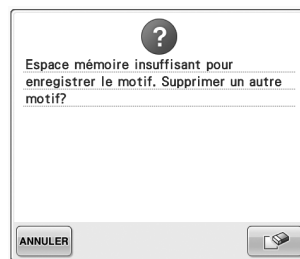 ?
Espace mémoire insuffisant pour
enregistrer le motif. Supprimer un autre
motif?
ANNULER